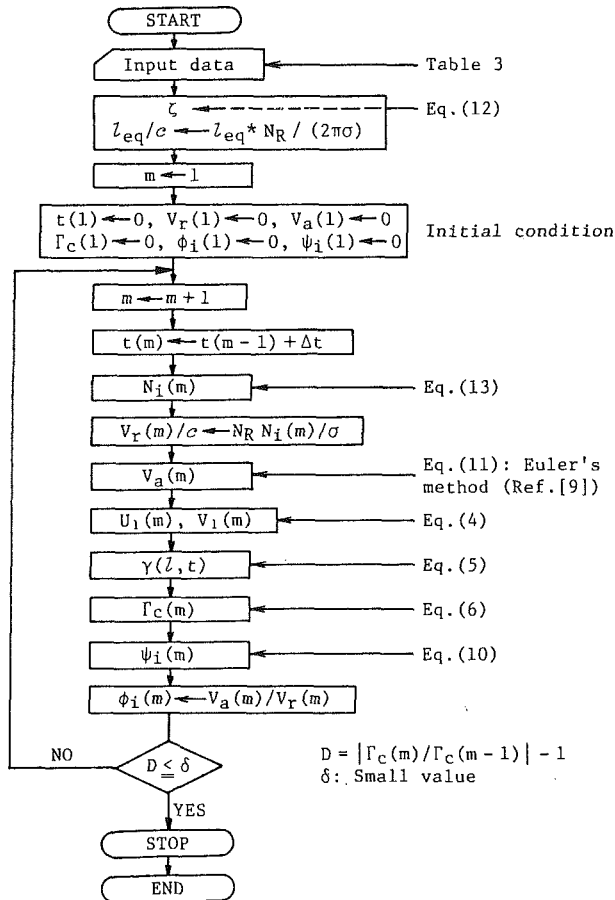 START
Input data
Table 3
ζ
Eq.(12)
l_eq/c ← l_eq* N_R / (2πσ)
m ← 1
t(1) ← 0, V_r(1) ← 0, V_a(1) ← 0
Γ_c(1) ← 0, φ_i(1) ← 0, ψ_i(1) ← 0
Initial condition
m ← m + 1
t(m) ← t(m-1) + Δt
N_i(m)
Eq.(13)
V_r(m)/c ← N_R N_i(m)/σ
V_a(m)
Eq.(11): Euler's
method (Ref.[9])
U_1(m), V_1(m)
Eq.(4)
γ(l,t)
Eq.(5)
Γ_c(m)
Eq.(6)
ψ_i(m)
Eq.(10)
φ_i(m) ← V_a(m)/V_r(m)
NO
D ≦ δ
D = |Γ_c(m)/Γ_c(m-1)| - 1
δ: Small value
YES
STOP
END